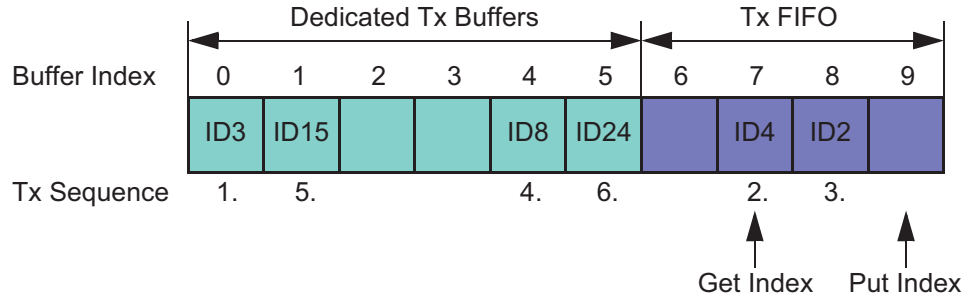 Dedicated Tx Buffers Tx FIFO
Buffer Index 0 1 2 3 4 5 6 7 8 9
ID3 ID15 ID8 ID24 ID4 ID2
Tx Sequence 1. 5. 4. 6. 2. 3.
Get Index Put Index